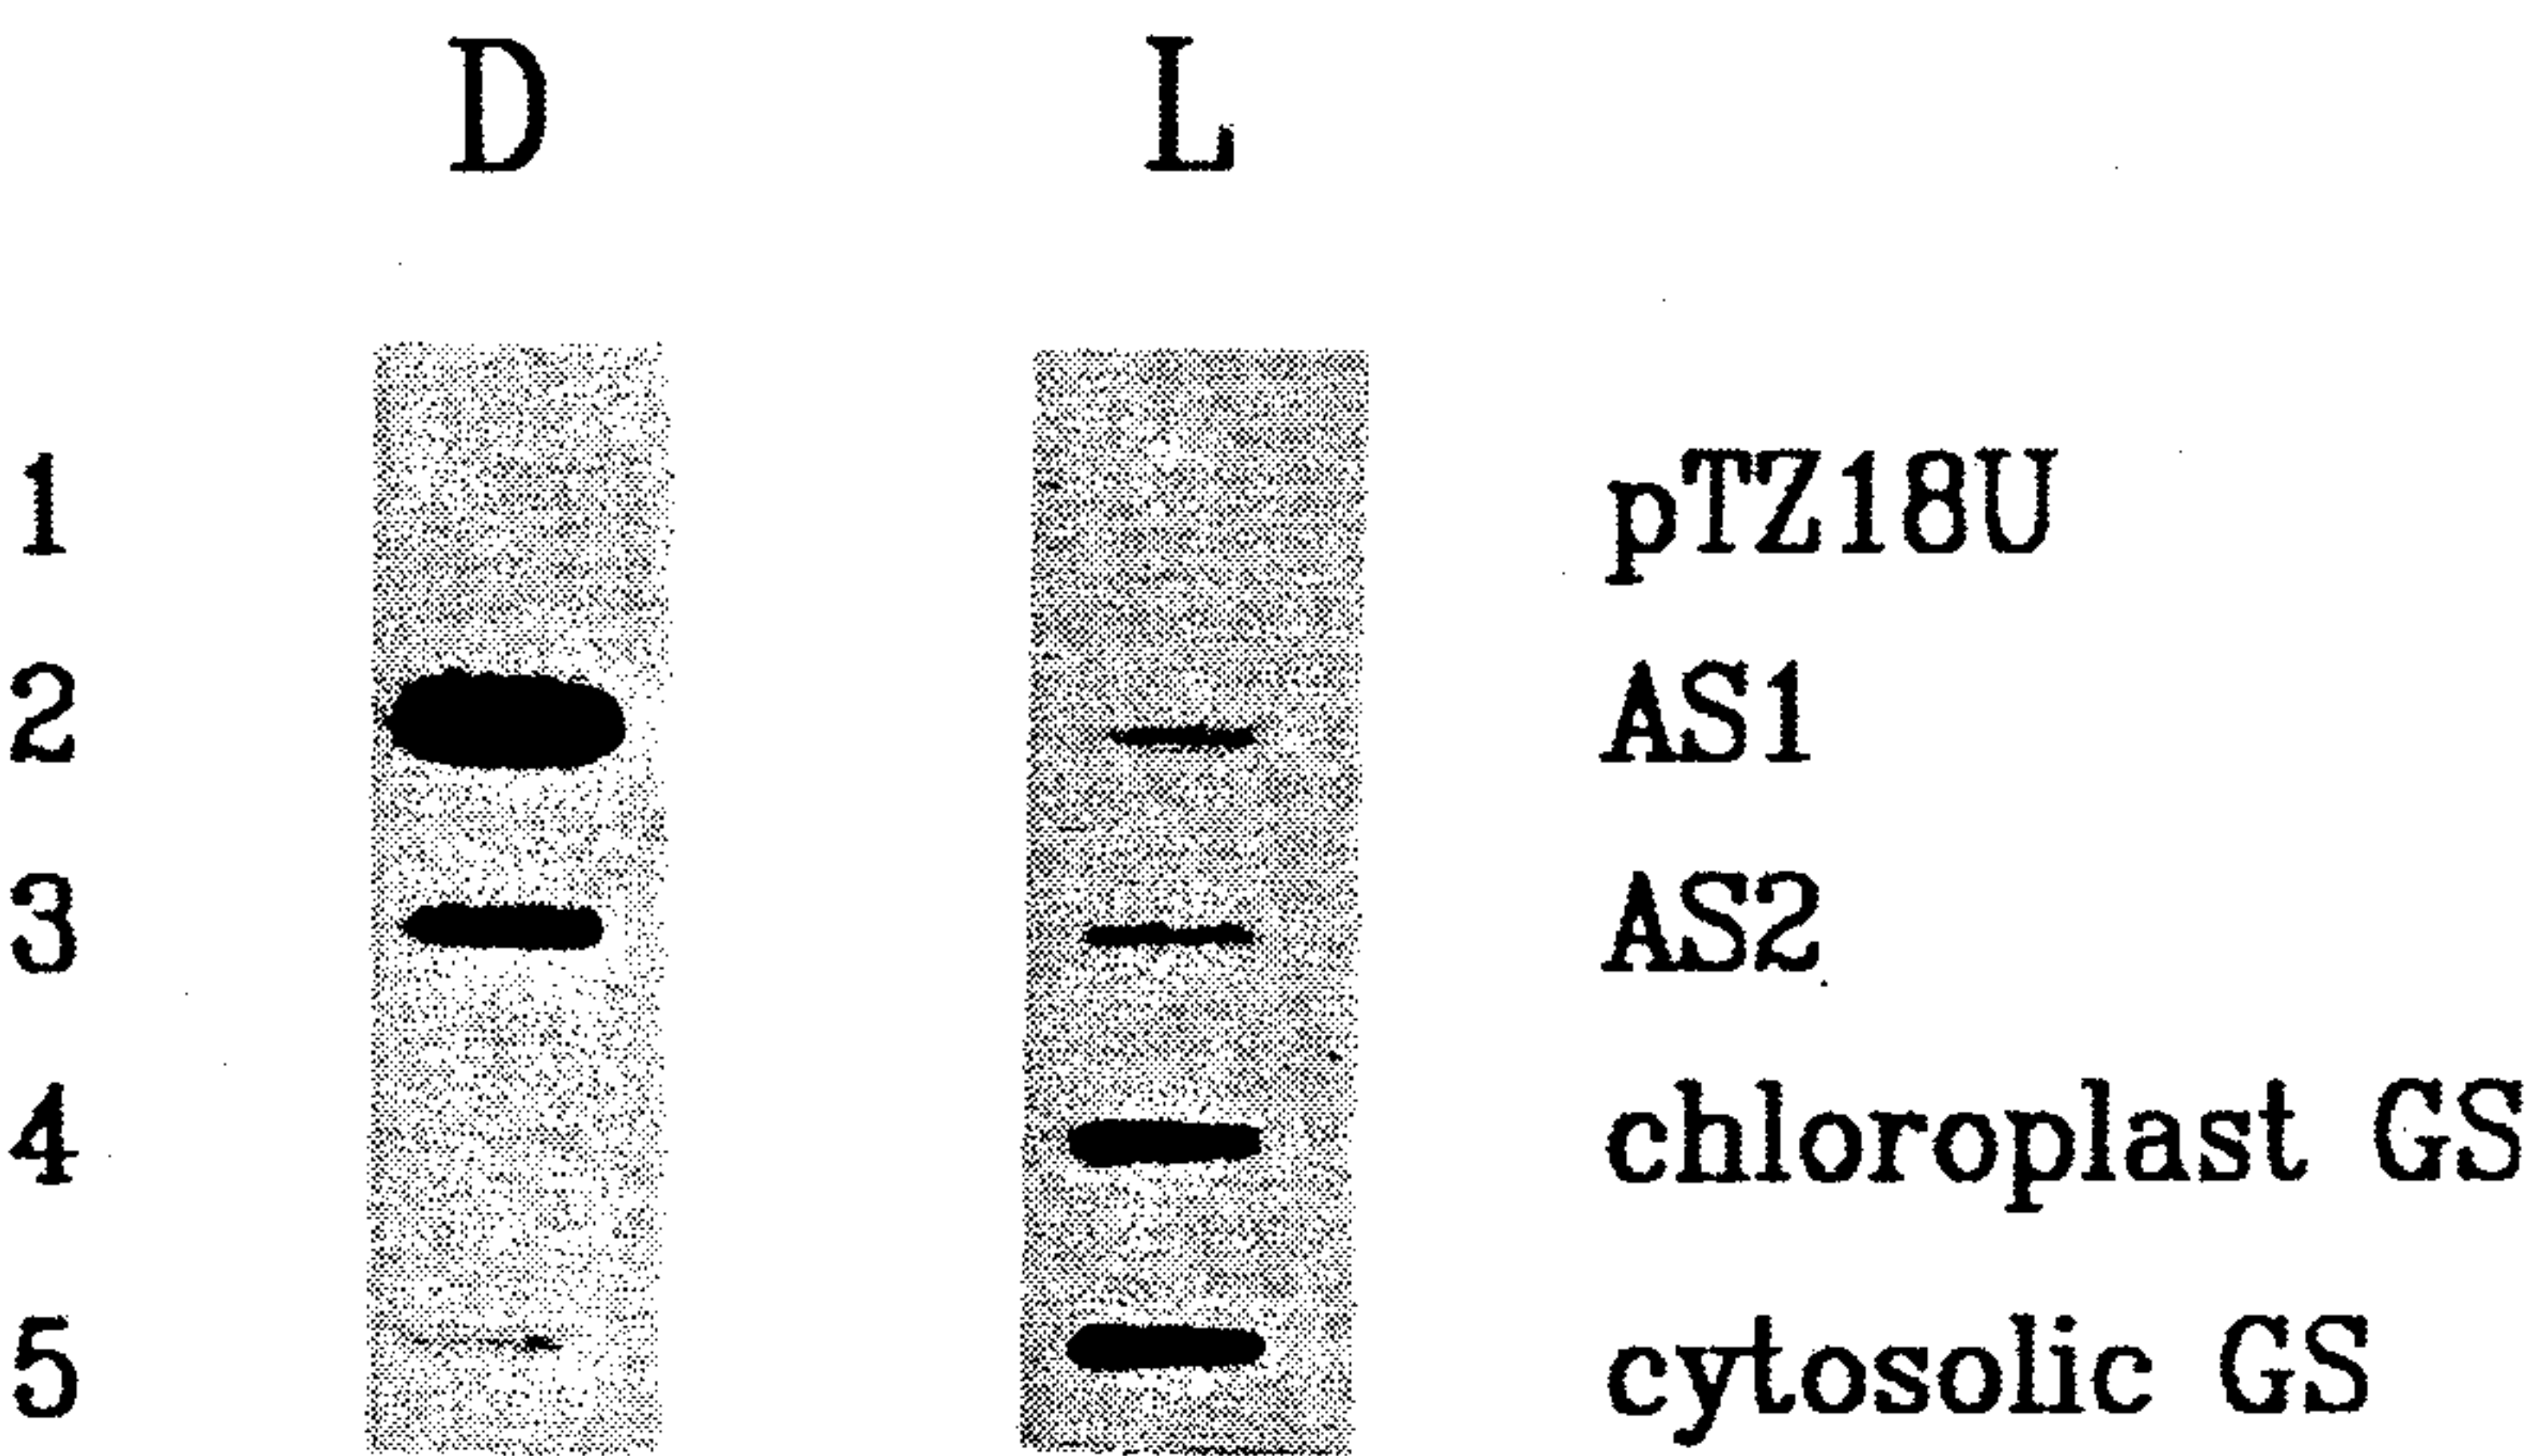 D L
1 pTZ18U
2 AS1
3 AS2
4 chloroplast GS
5 cytosolic GS